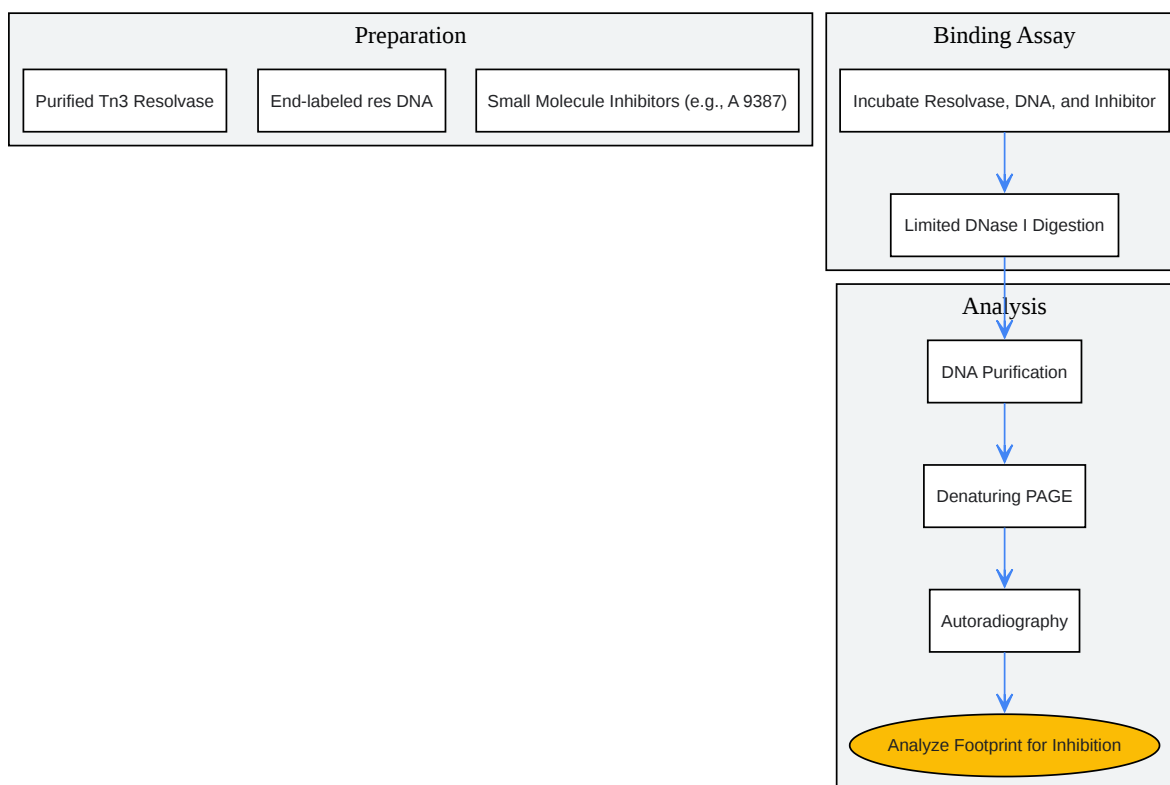 Preparation
Purified Tn3 Resolvase
End-labeled res DNA
Small Molecule Inhibitors (e.g., A 9387)
Binding Assay
Incubate Resolvase, DNA, and Inhibitor
Limited DNase I Digestion
Analysis
DNA Purification
Denaturing PAGE
Autoradiography
Analyze Footprint for Inhibition